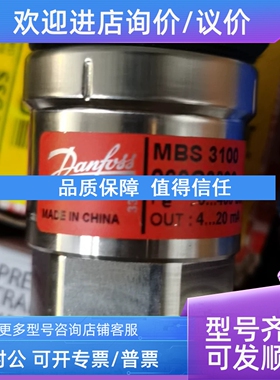 欢迎进店询价/议价
Danfoss
MADE IN CHINA
MBS 3100
OUT : 4...20 mA
品质保障 值得信任
更多型号咨询店铺客服
对公 可开专票/普票
型号齐
可发顺